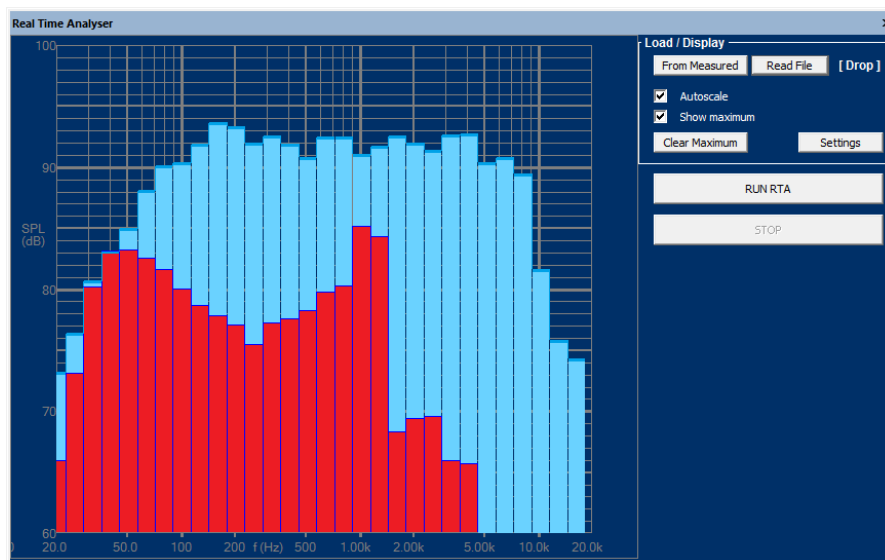 Real Time Analyser
100
90
SPL
(dB)
80
70
60
20.0 50.0 100 200 f (Hz) 500 1.00k 2.00k 5.00k 10.0k 20.0k
Load / Display
From Measured Read File [ Drop ]
Autoscale
Show maximum
Clear Maximum Settings
RUN RTA
STOP